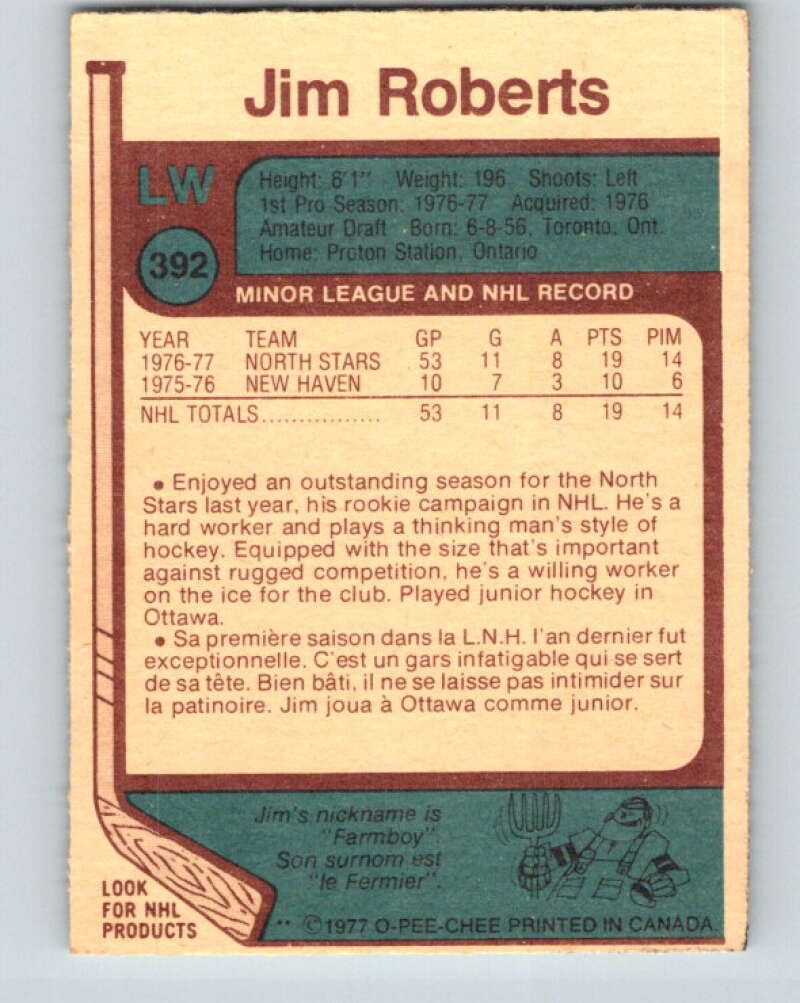 Jim Roberts
LW
Height: 6'1" Weight: 196 Shoots: Left
1st Pro Season: 1976-77 Acquired: 1976
Amateur Draft Born: 6-8-56, Toronto, Ont.
Home: Proton Station, Ontario
392
MINOR LEAGUE AND NHL RECORD
YEAR TEAM GP G A PTS PIM
1976-77 NORTH STARS 53 11 8 19 14
1975-76 NEW HAVEN 10 7 3 10 6
NHL TOTALS................ 53 11 8 19 14
• Enjoyed an outstanding season for the North
Stars last year, his rookie campaign in NHL. He's a
hard worker and plays a thinking man's style of
hockey. Equipped with the size that's important
against rugged competition, he's a willing worker
on the ice for the club. Played junior hockey in
Ottawa.
• Sa première saison dans la L.N.H. l'an dernier fut
exceptionnelle. C'est un gars infatigable qui se sert
de sa tête. Bien bâti, il ne se laisse pas intimider sur
la patinoire. Jim joua à Ottawa comme junior.
Jim's nickname is
"Farmboy".
Son surnom est
"le Fermier".
LOOK
FOR NHL
PRODUCTS
** ©1977 O-PEE-CHEE PRINTED IN CANADA.